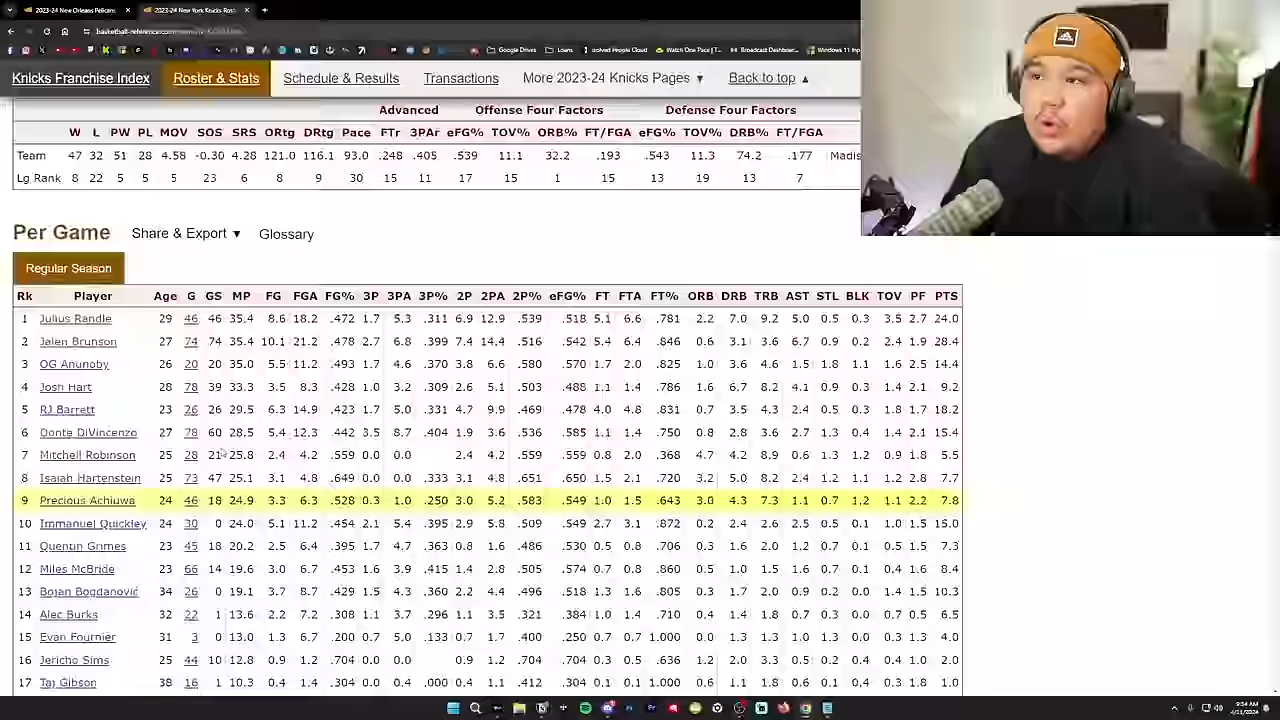 2023-24 New Orleans Pelicans
2023-24 New York Knicks Rost
basketball-reference.com
Google Drives
Loans
solved People Cloud
Watch One Pace [T...
Broadcast Dashboar...
Knicks Franchise Index
Roster & Stats
Schedule & Results
Transactions
More 2023-24 Knicks Pages ▼
Back to top ▲
Advanced Offense Four Factors Defense Four Factors
W L PW PL MOV SOS SRS ORtg DRtg Pace FTr 3PAr eFG% TOV% ORB% FT/FGA eFG% TOV% DRB% FT/FGA
Team 47 32 51 28 4.58 -0.30 4.28 121.0 116.1 93.0 .248 .405 .539 11.1 32.2 .193 .543 11.3 74.2 .177 Madis
Lg Rank 8 22 5 5 5 23 6 8 9 30 15 11 17 15 1 15 13 19 13 7
Per Game Share & Export ▼ Glossary
Regular Season
Rk Player Age G GS MP FG FGA FG% 3P 3PA 3P% 2P 2PA 2P% eFG% FT FTA FT% ORB DRB TRB AST STL BLK TOV PF PTS
1 Julius Randle 29 46 46 35.4 8.6 18.2 .472 1.7 5.3 .311 6.9 12.9 .539 .518 5.1 6.6 .781 2.2 7.0 9.2 5.0 0.5 0.3 3.5 2.7 24.0
2 Jalen Brunson 27 74 74 35.4 10.1 21.2 .478 2.7 6.8 .399 7.4 14.4 .516 .542 5.4 6.4 .846 0.6 3.1 3.6 6.7 0.9 0.2 2.4 1.9 28.4
3 OG Anunoby 26 20 20 35.0 5.5 11.2 .493 1.7 4.6 .370 3.8 6.6 .580 .570 1.7 2.0 .825 1.0 3.6 4.6 1.5 1.8 1.1 1.6 2.5 14.4
4 Josh Hart 28 78 39 33.3 3.5 8.3 .428 1.0 3.2 .309 2.6 5.1 .503 .488 1.1 1.4 .786 1.6 6.7 8.2 4.1 0.9 0.3 1.4 2.1 9.2
5 RJ Barrett 23 26 26 29.5 6.3 14.9 .423 1.7 5.0 .331 4.7 9.9 .469 .478 4.0 4.8 .831 0.7 3.5 4.3 2.4 0.5 0.3 1.8 1.7 18.2
6 Donte DiVincenzo 27 78 60 28.5 5.4 12.3 .442 3.5 8.7 .404 1.9 3.6 .536 .585 1.1 1.4 .750 0.8 2.8 3.6 2.7 1.3 0.4 1.4 2.1 15.4
7 Mitchell Robinson 25 28 21 25.8 2.4 4.2 .559 0.0 0.0 2.4 4.2 .559 .559 0.8 2.0 .368 4.7 4.2 8.9 0.6 1.3 1.2 0.9 1.8 5.5
8 Isaiah Hartenstein 25 73 47 25.1 3.1 4.8 .649 0.0 0.0 .333 3.1 4.8 .651 .650 1.5 2.1 .720 3.2 5.0 8.2 2.4 1.2 1.1 1.2 2.8 7.7
9 Precious Achiuwa 24 46 18 24.9 3.3 6.3 .528 0.3 1.0 .250 3.0 5.2 .583 .549 1.0 1.5 .643 3.0 4.3 7.3 1.1 0.7 1.2 1.1 2.2 7.8
10 Immanuel Quickley 24 30 0 24.0 5.1 11.2 .454 2.1 5.4 .395 2.9 5.8 .509 .549 2.7 3.1 .872 0.2 2.4 2.6 2.5 0.5 0.1 1.0 1.5 15.0
11 Quentin Grimes 23 45 18 20.2 2.5 6.4 .395 1.7 4.7 .363 0.8 1.6 .486 .530 0.5 0.8 .706 0.3 1.6 2.0 1.2 0.7 0.1 0.5 1.5 7.3
12 Miles McBride 23 66 14 19.6 3.0 6.7 .453 1.6 3.9 .415 1.4 2.8 .505 .574 0.7 0.8 .860 0.5 1.0 1.5 1.6 0.7 0.1 0.4 1.6 8.4
13 Bojan Bogdanović 34 26 0 19.1 3.7 8.7 .429 1.5 4.3 .360 2.2 4.4 .496 .518 1.3 1.6 .805 0.3 1.7 2.0 0.9 0.2 0.0 1.4 1.5 10.3
14 Alec Burks 32 22 1 13.6 2.2 7.2 .308 1.1 3.7 .296 1.1 3.5 .321 .384 1.0 1.4 .710 0.4 1.4 1.8 0.7 0.3 0.0 0.7 0.5 6.5
15 Evan Fournier 31 3 0 13.0 1.3 6.7 .200 0.7 5.0 .133 0.7 1.7 .400 .250 0.7 0.7 1.000 0.0 1.3 1.3 1.0 1.3 0.0 0.3 1.3 4.0
16 Jericho Sims 25 44 10 12.8 0.9 1.2 .704 0.0 0.0 0.9 1.2 .704 .704 0.3 0.5 .636 1.2 2.0 3.3 0.5 0.2 0.4 0.4 1.2 2.0
17 Taj Gibson 38 16 1 10.3 0.4 1.4 .304 0.0 0.4 .000 0.4 1.1 .412 .304 0.1 0.1 1.000 0.6 1.1 1.8 0.6 0.1 0.4 0.3 1.8 1.0
9:34 AM
4/11/2024